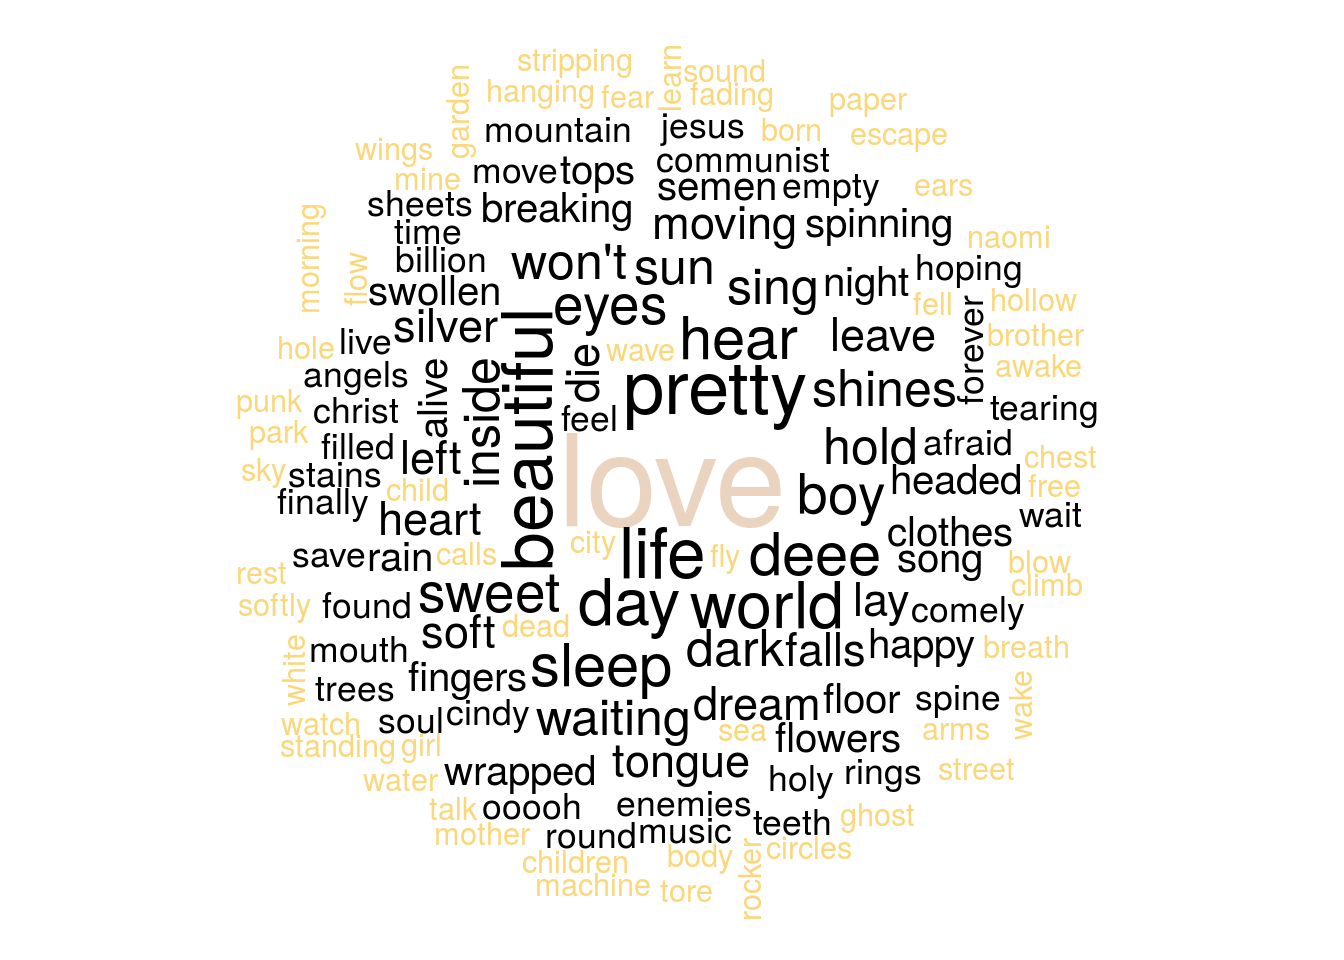 stripping
learn
sound
garden
hanging
fear
fading
paper
mountain
jesus
born
escape
wings
communist
move
tops
mine
semen
empty
ears
sheets
breaking
moving
spinning
morning
time
naomi
billion
won't
sun
sing
night
hoping
flow
swollen
eyes
fell
hollow
silver
beautiful
hear
leave
forever
brother
hole
live
wave
die
awake
angels
alive
inside
pretty
shines
punk
christ
feel
tearing
park
filled
left
love
hold
afraid
sky
stains
child
boy
headed
chest
free
finally
heart
clothes
wait
save
rain
calls
city
life
fly
deee
song
blow
climb
rest
softly
found
sweet
day
world
lay
comely
soft
dead
white
mouth
sleep
dark
falls
happy
breath
trees
fingers
dream
floor
spine
wake
watch
soul
cindy
waiting
sea
flowers
arms
standing
girl
water
wrapped
tongue
holy
rings
street
talk
ooooh
enemies
teeth
ghost
mother
round
music
children
body
rocker
circles
machine
tore